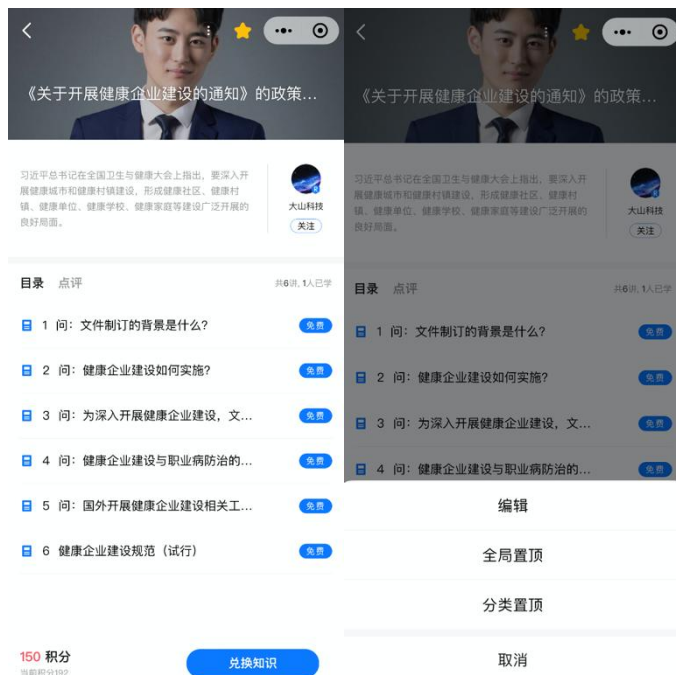 《关于开展健康企业建设的通知》的政策...
习近平总书记在全国卫生与健康大会上指出，要深入开
展健康城市和健康村镇建设，形成健康社区、健康村
镇、健康单位、健康学校、健康家庭等建设广泛开展的
良好局面。
大山科技
关注
目录 点评 共6讲, 1人已学
1 问：文件制订的背景是什么? 免费
2 问：健康企业建设如何实施? 免费
3 问：为深入开展健康企业建设，文... 免费
4 问：健康企业建设与职业病防治的... 免费
5 问：国外开展健康企业建设相关工... 免费
6 健康企业建设规范（试行） 免费
150 积分
当前积分192
兑换知识
《关于开展健康企业建设的通知》的政策...
习近平总书记在全国卫生与健康大会上指出，要深入开
展健康城市和健康村镇建设，形成健康社区、健康村
镇、健康单位、健康学校、健康家庭等建设广泛开展的
良好局面。
大山科技
关注
目录 点评 共6讲, 1人已学
1 问：文件制订的背景是什么? 免费
2 问：健康企业建设如何实施? 免费
3 问：为深入开展健康企业建设，文... 免费
4 问：健康企业建设与职业病防治的... 免费
编辑
全局置顶
分类置顶
取消